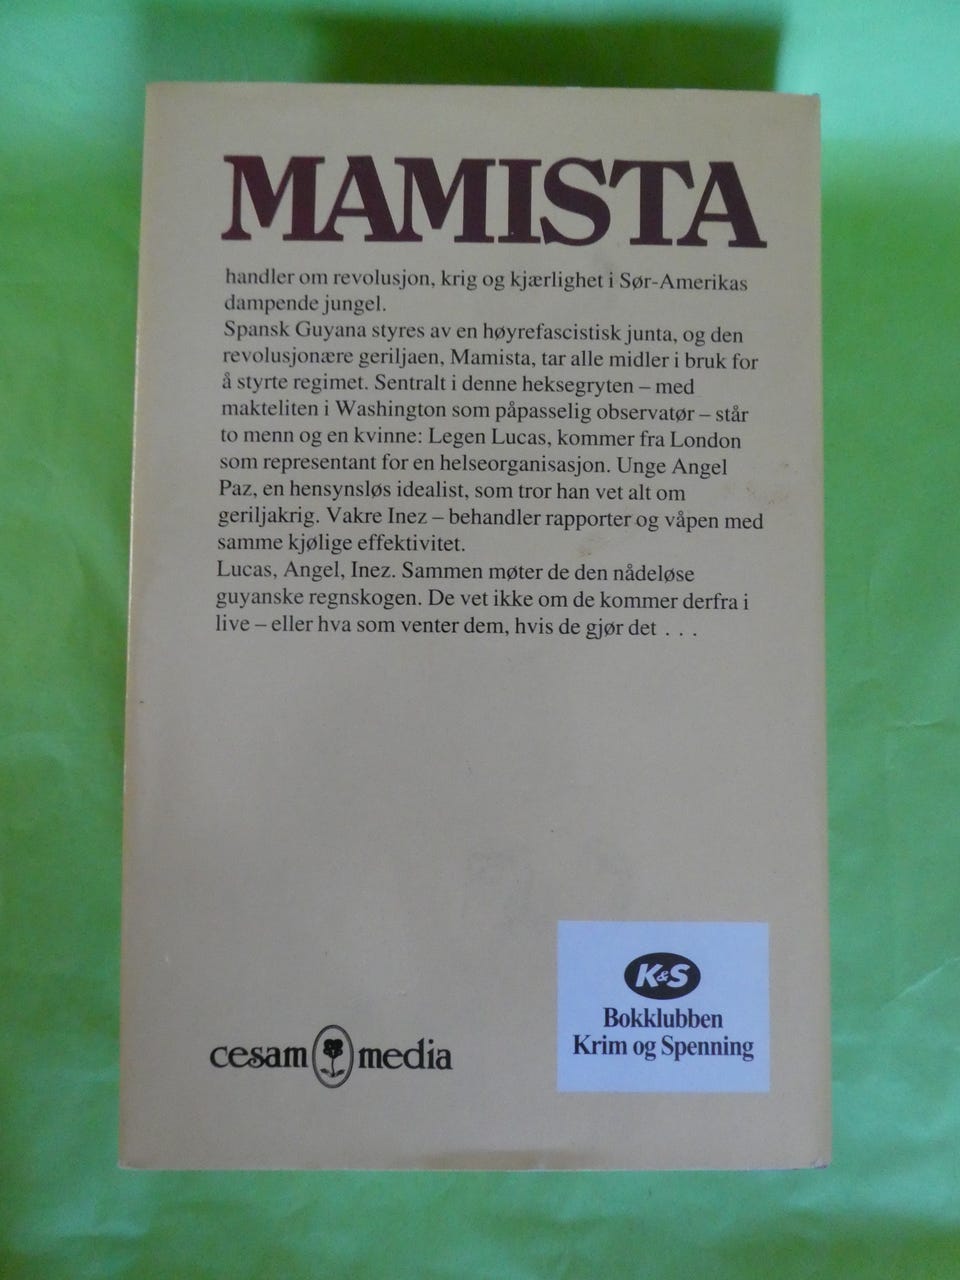 MAMISTA
handler om revolusjon, krig og kjærlighet i Sør-Amerikas
dampende jungel.
Spansk Guyana styres av en høyrefascistisk junta, og den
revolusjonære geriljaen, Mamista, tar alle midler i bruk for
å styrte regimet. Sentralt i denne heksegryten – med
makteliten i Washington som påpasselig observatør – står
to menn og en kvinne: Legen Lucas, kommer fra London
som representant for en helseorganisasjon. Unge Angel
Paz, en hensynsløs idealist, som tror han vet alt om
geriljakrig. Vakre Inez – behandler rapporter og våpen med
samme kjølige effektivitet.
Lucas, Angel, Inez. Sammen møter de den nådeløse
guyanske regnskogen. De vet ikke om de kommer derfra i
live – eller hva som venter dem, hvis de gjør det . . .
K&S
Bokklubben
Krim og Spenning
cesam media